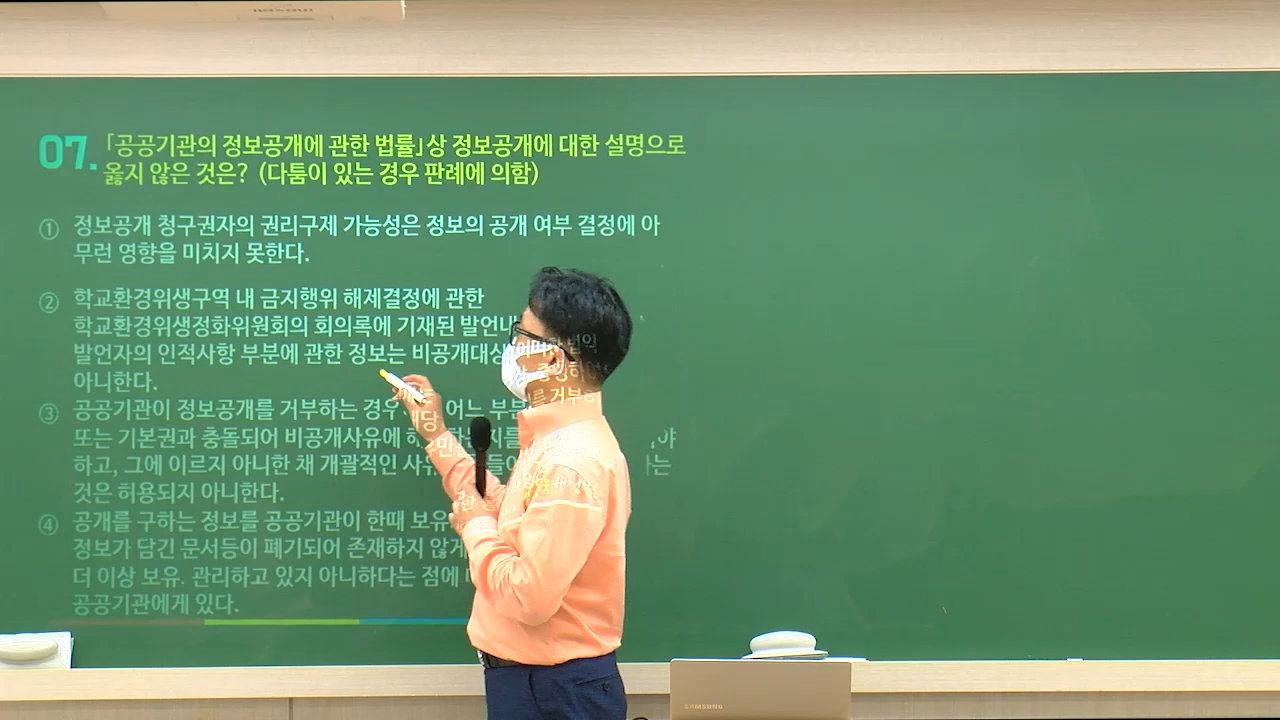 07. 「공공기관의 정보공개에 관한 법률」상 정보공개에 대한 설명으로
옳지 않은 것은? (다툼이 있는 경우 판례에 의함)
① 정보공개 청구권자의 권리구제 가능성은 정보의 공개 여부 결정에 아
무런 영향을 미치지 못한다.
② 학교환경위생구역 내 금지행위 해제결정에 관한
학교환경위생정화위원회의 회의록에 기재된 발언내
발언자의 인적사항 부분에 관한 정보는 비공개대상
아니한다.
③ 공공기관이 정보공개를 거부하는 경우 어느 부분
또는 기본권과 충돌되어 비공개사유에 해
하고, 그에 이르지 아니한 채 개괄적인 사유 는
것은 허용되지 아니한다.
④ 공개를 구하는 정보를 공공기관이 한때 보유
정보가 담긴 문서등이 폐기되어 존재하지 않게
더 이상 보유. 관리하고 있지 아니하다는 점에
공공기관에게 있다.
SAMSUNG